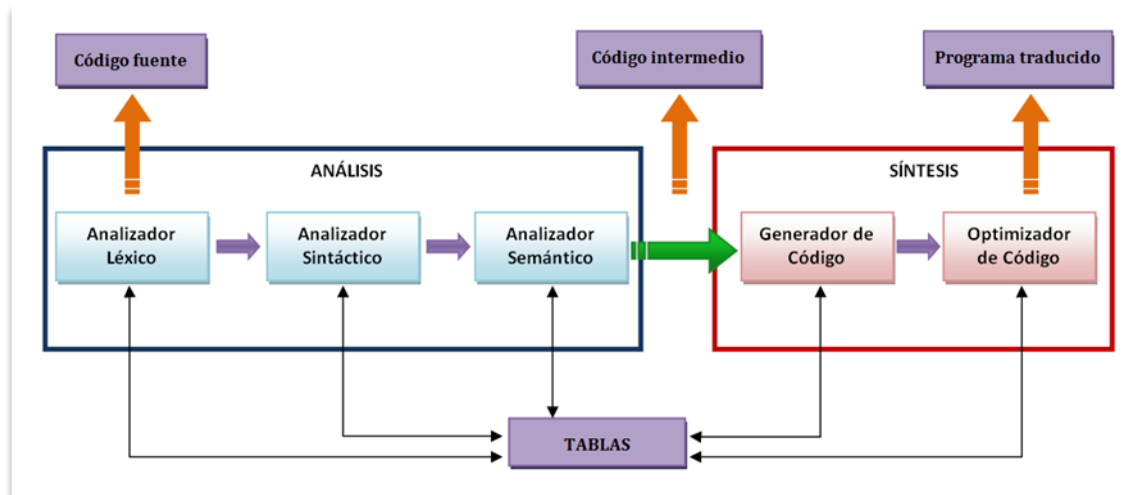 Código fuente
Código intermedio
Programa traducido
ANÁLISIS
SÍNTESIS
Analizador
Léxico
Analizador
Sintáctico
Analizador
Semántico
Generador de
Código
Optimizador
de Código
TABLAS